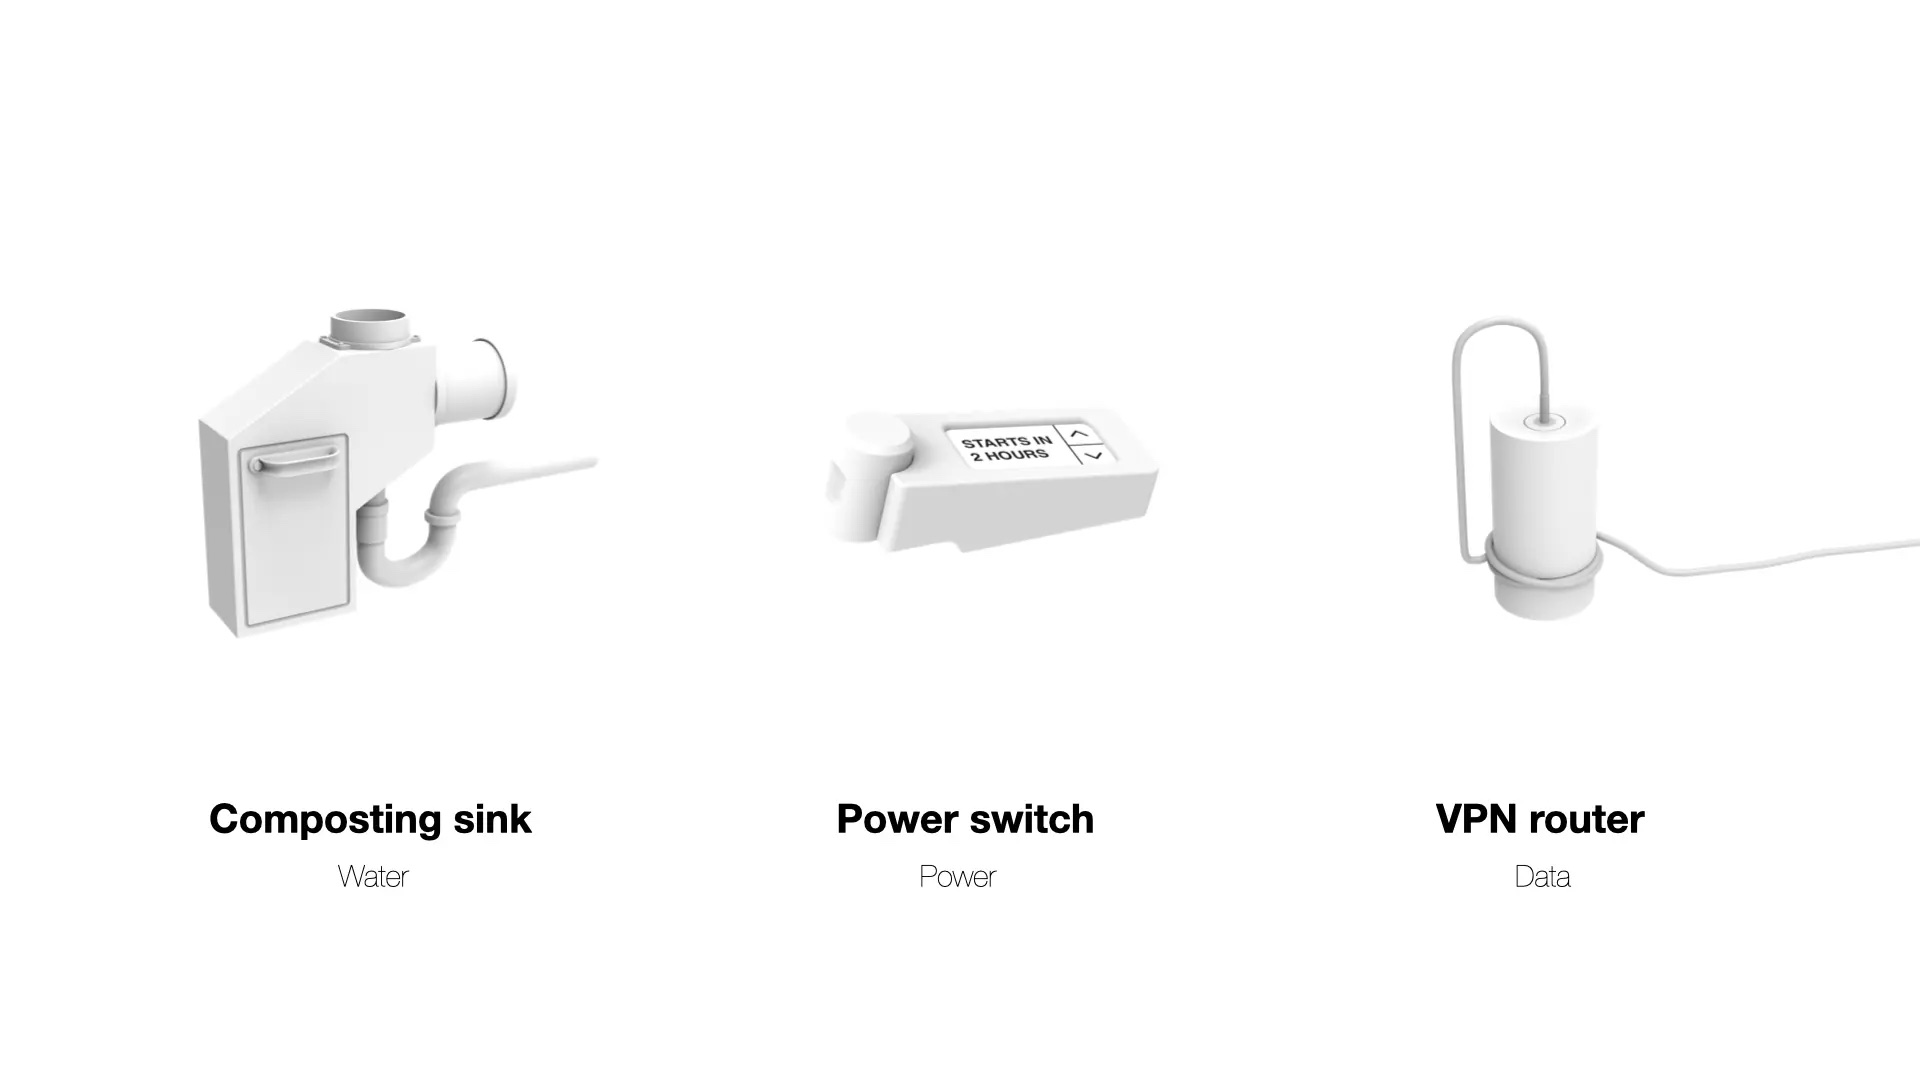 STARTS IN
2 HOURS
Composting sink
Water
Power switch
Power
VPN router
Data